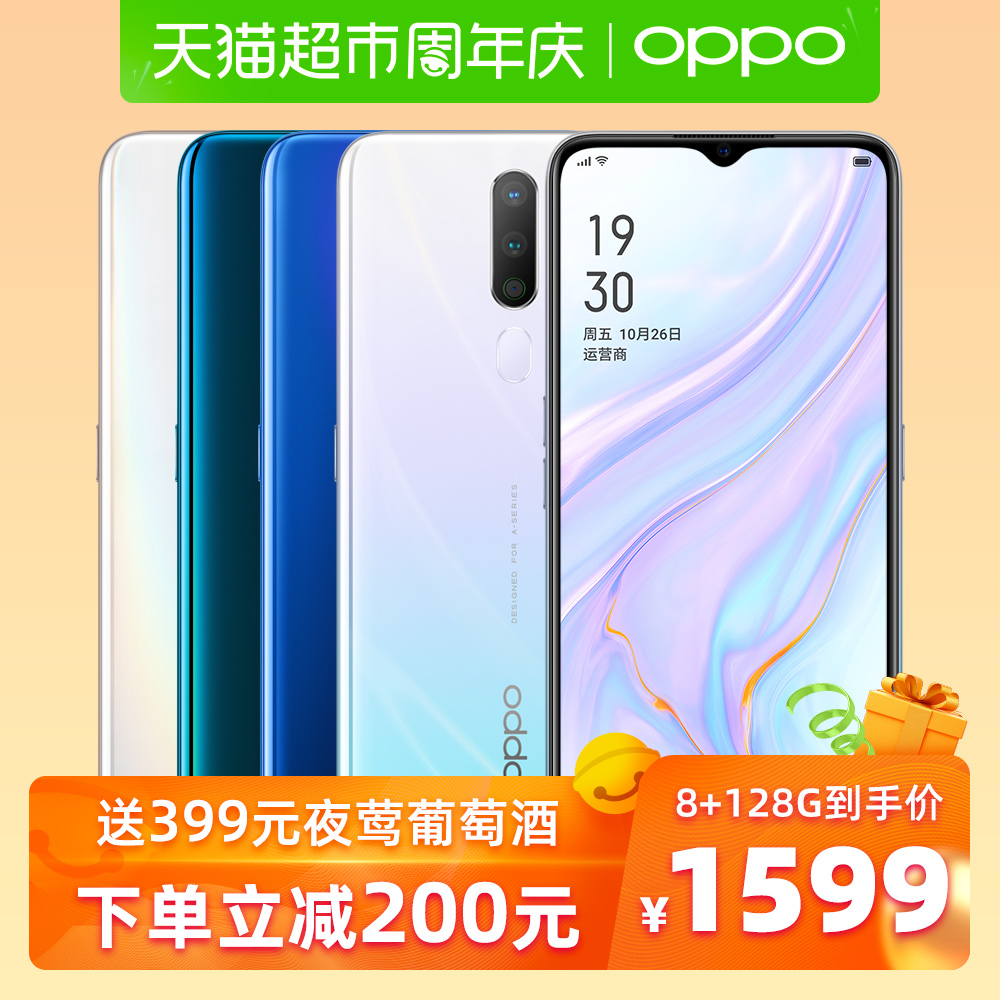 天猫超市周年庆 | oppo
19
30
周五 10月26日
运营商
DESIGNED FOR A-SERIES
oppo
送399元夜莺葡萄酒
下单立减200元
8+128G到手价
¥1599